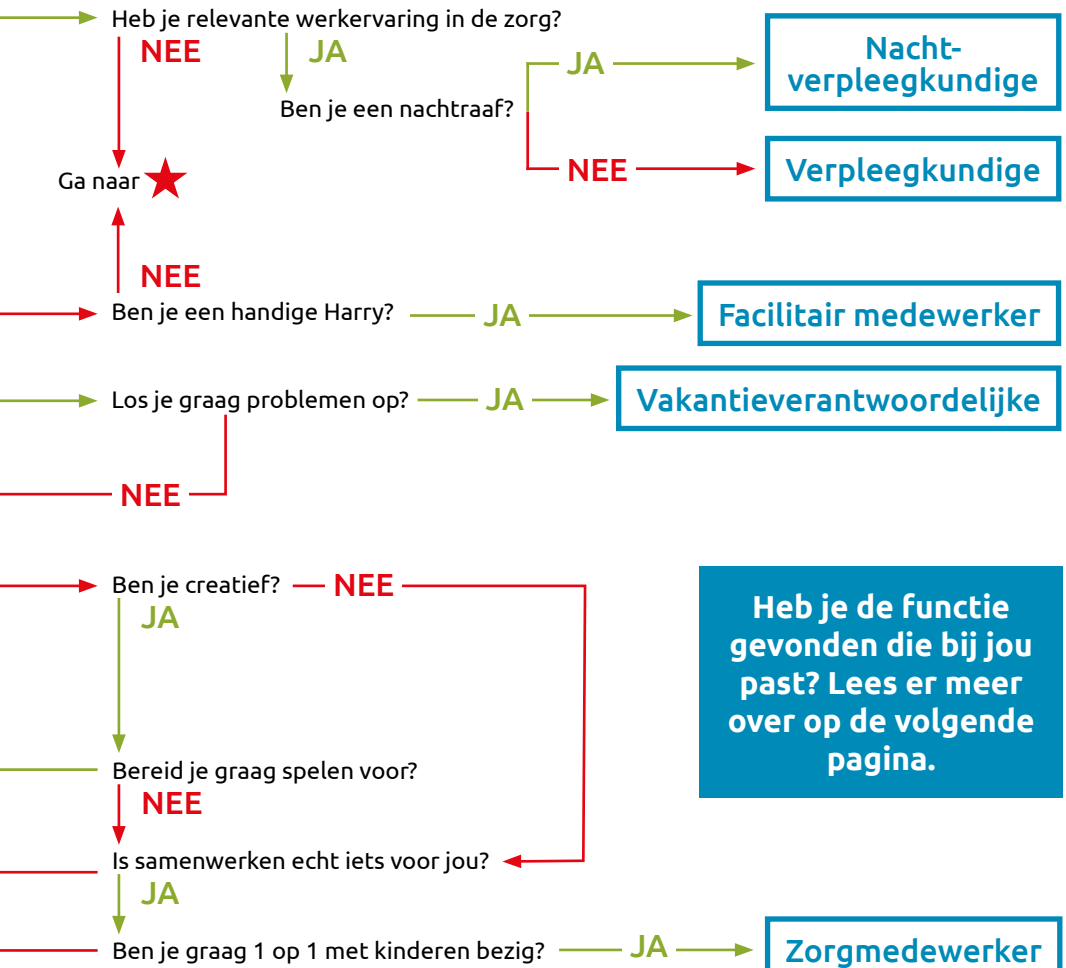 Heb je relevante werkervaring in de zorg?
NEE
JA
Ben je een nachtraaf?
JA
Nacht-
verpleegkundige
NEE
Verpleegkundige
Ga naar
NEE
Ben je een handige Harry?
JA
Facilitair medewerker
Los je graag problemen op?
JA
Vakantieverantwoordelijke
NEE
Ben je creatief?
NEE
JA
Heb je de functie
gevonden die bij jou
past? Lees er meer
over op de volgende
pagina.
Bereid je graag spelen voor?
NEE
Is samenwerken echt iets voor jou?
JA
Ben je graag 1 op 1 met kinderen bezig?
JA
Zorgmedewerker